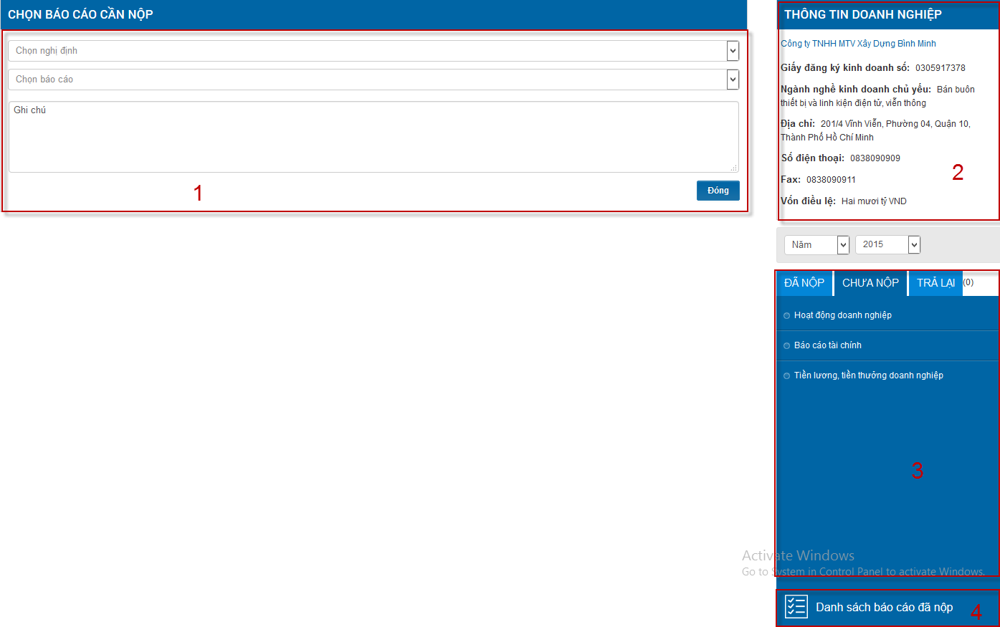 CHỌN BÁO CÁO CẦN NỘP
Chọn nghị định
Chọn báo cáo
Ghi chú
1
Đóng
THÔNG TIN DOANH NGHIỆP
Công ty TNHH MTV Xây Dựng Bình Minh
Giấy đăng ký kinh doanh số: 0305917378
Ngành nghề kinh doanh chủ yếu: Bán buôn
thiết bị và linh kiện điện tử, viễn thông
Địa chỉ: 201/4 Vĩnh Viễn, Phường 04, Quận 10,
Thành Phố Hồ Chí Minh
Số điện thoại: 0838090909
2
Fax: 0838090911
Vốn điều lệ: Hai mươi tỷ VND
Năm 2015
ĐÃ NỘP CHƯA NỘP TRẢ LẠI (0)
Hoạt động doanh nghiệp
Báo cáo tài chính
Tiền lương, tiền thưởng doanh nghiệp
3
Activate Windows
Go to System in Control Panel to activate Windows.
Danh sách báo cáo đã nộp 4